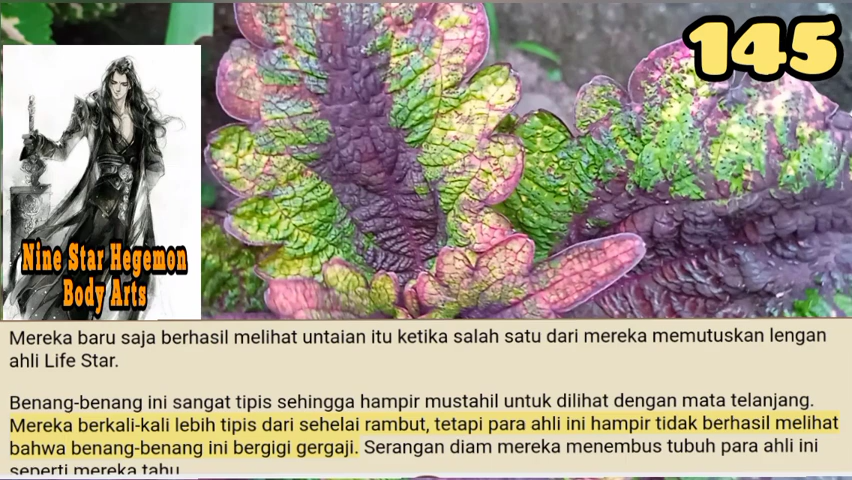 145
Nine Star Hegemon
Body Arts
Mereka baru saja berhasil melihat untaian itu ketika salah satu dari mereka memutuskan lengan
ahli Life Star.
Benang-benang ini sangat tipis sehingga hampir mustahil untuk dilihat dengan mata telanjang.
Mereka berkali-kali lebih tipis dari sehelai rambut, tetapi para ahli ini hampir tidak berhasil melihat
bahwa benang-benang ini bergigi gergaji. Serangan diam mereka menembus tubuh para ahli ini
seperti mereka tahu